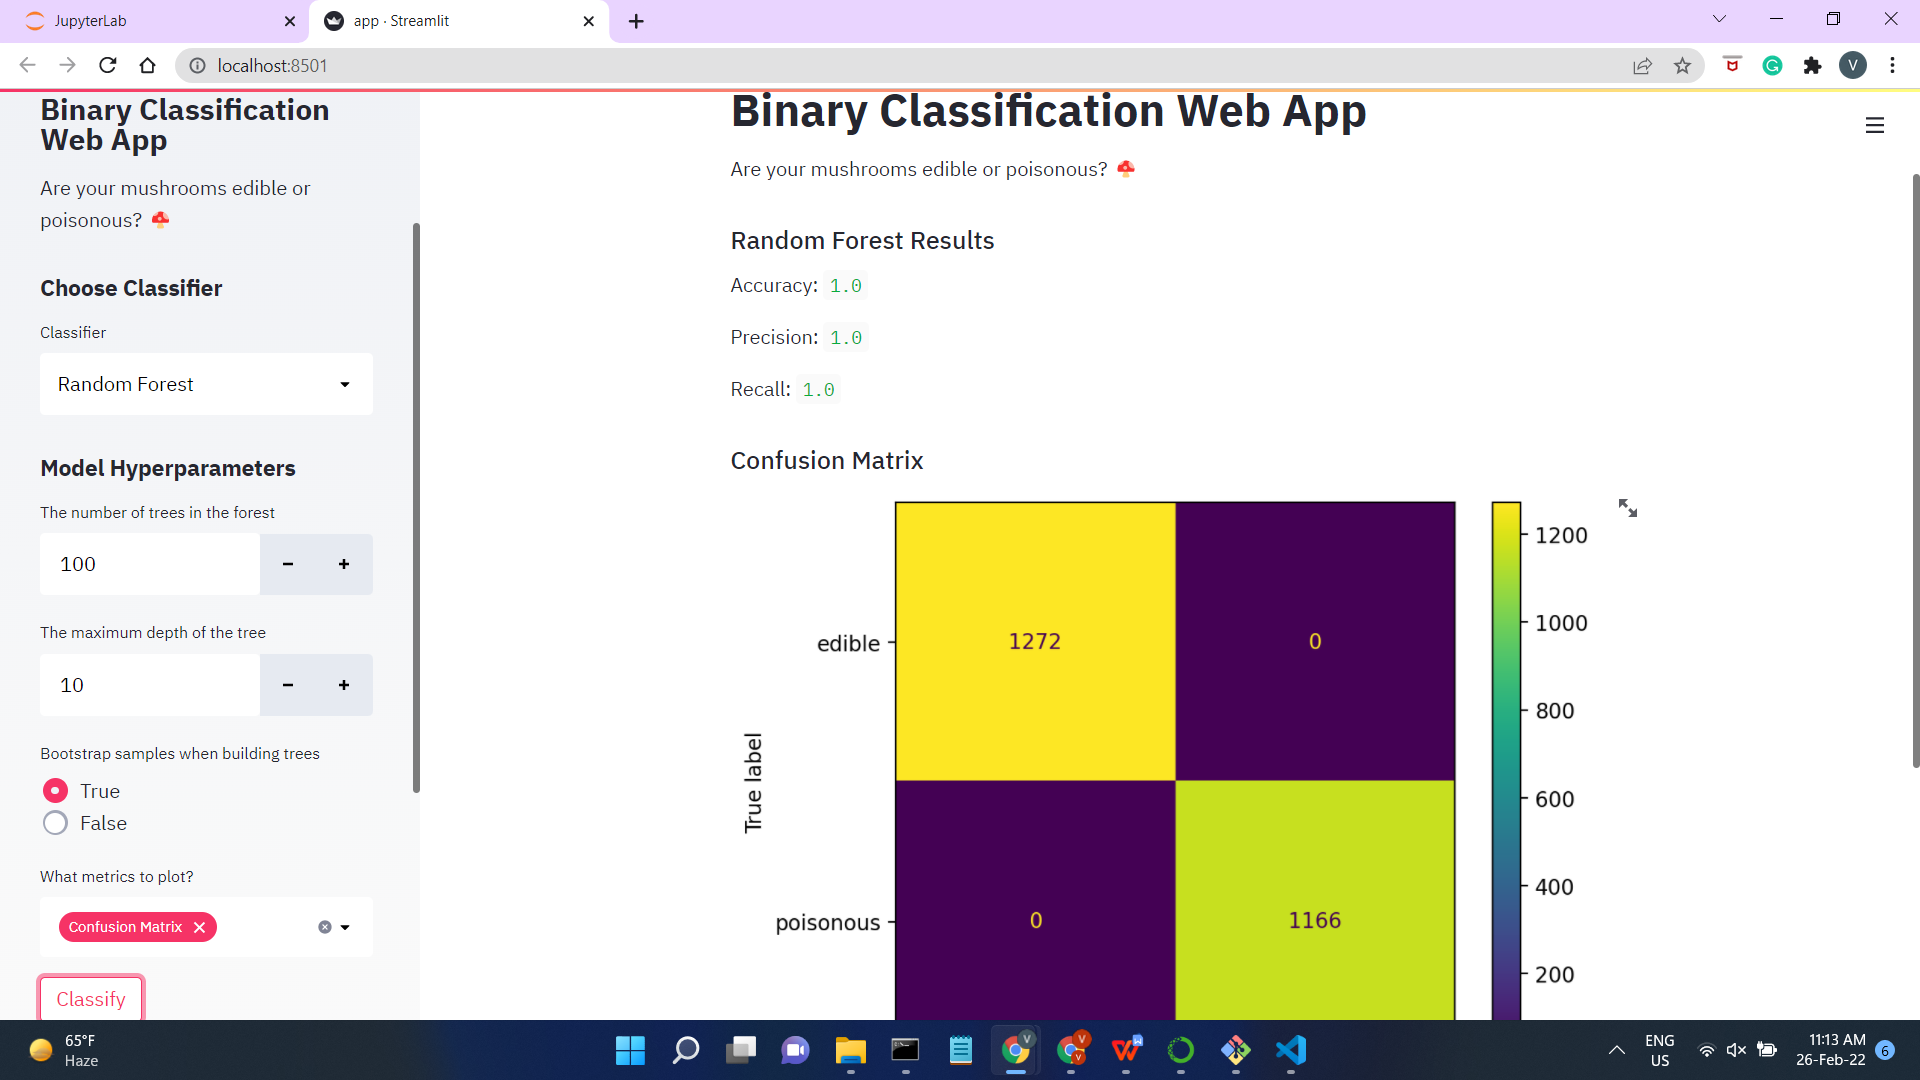 JupyterLab
app · Streamlit
localhost:8501
V
Binary Classification
Web App
Are your mushrooms edible or
poisonous?
Choose Classifier
Classifier
Random Forest
Model Hyperparameters
The number of trees in the forest
100
The maximum depth of the tree
10
Bootstrap samples when building trees
True
False
What metrics to plot?
Confusion Matrix
Classify
Binary Classification Web App
Are your mushrooms edible or poisonous?
Random Forest Results
Accuracy: 1.0
Precision: 1.0
Recall: 1.0
Confusion Matrix
1200
1000
800
600
400
200
edible
1272
0
True label
poisonous
0
1166
65°F
Haze
V
V
V
W
ENG
US
11:13 AM
26-Feb-22
6